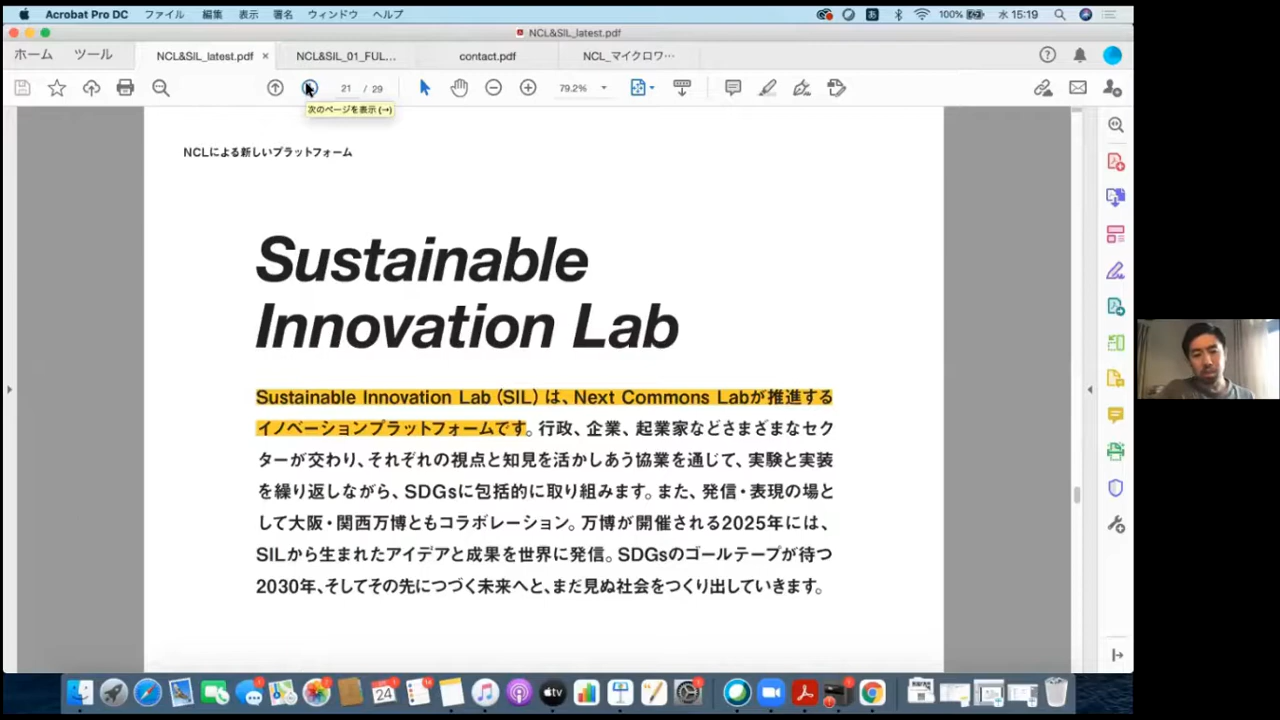 Acrobat Pro DC ファイル 編集 表示 署名 ウィンドウ ヘルプ 100% 水 15:19
NCL&SIL_latest.pdf
ホーム ツール NCL&SIL_latest.pdf × NCL&SIL_01_FUL... contact.pdf NCL_マイクロワ…
21 / 29 79.2%
次のページを表示 (→)
NCLによる新しいプラットフォーム
Sustainable
Innovation Lab
Sustainable Innovation Lab（SIL）は、Next Commons Labが推進する
イノベーションプラットフォームです。行政、企業、起業家などさまざまなセク
ターが交わり、それぞれの視点と知見を活かしあう協業を通じて、実験と実装
を繰り返しながら、SDGsに包括的に取り組みます。また、発信・表現の場と
して大阪・関西万博ともコラボレーション。万博が開催される2025年には、
SILから生まれたアイデアと成果を世界に発信。SDGsのゴールテープが待つ
2030年、そしてその先につづく未来へと、まだ見ぬ社会をつくり出していきます。
24
tv